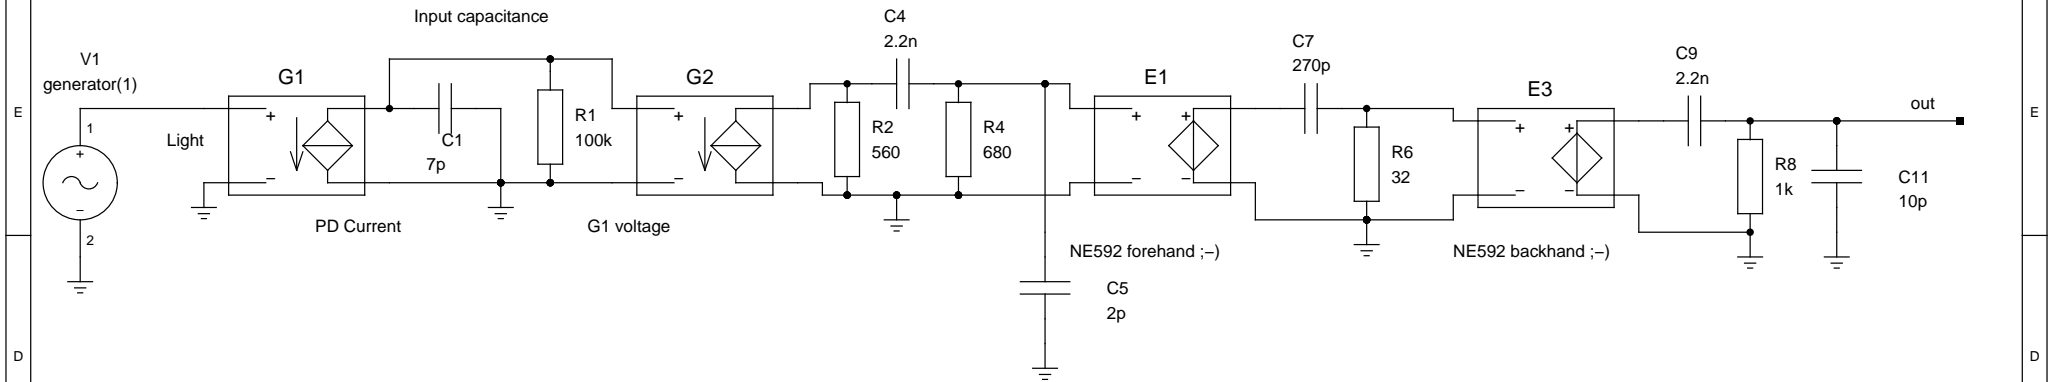 Input capacitance
C4
2.2n
C7
270p
C9
2.2n
V1
generator(1)
G1
G2
E1
E3
out
E
E
1
+
−
2
Light
+
−
C1
7p
R1
100k
+
−
R2
560
R4
680
+
−
+
−
R6
32
+
−
+
−
R8
1k
C11
10p
PD Current
G1 voltage
NE592 forehand ;−)
NE592 backhand ;−)
C5
2p
D
D